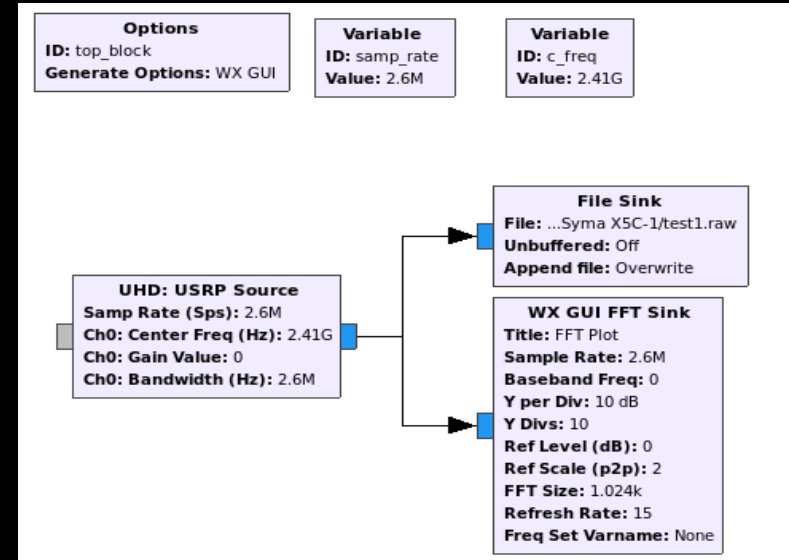 Options
ID: top_block
Generate Options: WX GUI
Variable
ID: samp_rate
Value: 2.6M
Variable
ID: c_freq
Value: 2.41G
File Sink
File: ...Syma X5C-1/test1.raw
Unbuffered: Off
Append file: Overwrite
UHD: USRP Source
Samp Rate (Sps): 2.6M
Ch0: Center Freq (Hz): 2.41G
Ch0: Gain Value: 0
Ch0: Bandwidth (Hz): 2.6M
WX GUI FFT Sink
Title: FFT Plot
Sample Rate: 2.6M
Baseband Freq: 0
Y per Div: 10 dB
Y Divs: 10
Ref Level (dB): 0
Ref Scale (p2p): 2
FFT Size: 1.024k
Refresh Rate: 15
Freq Set Varname: None